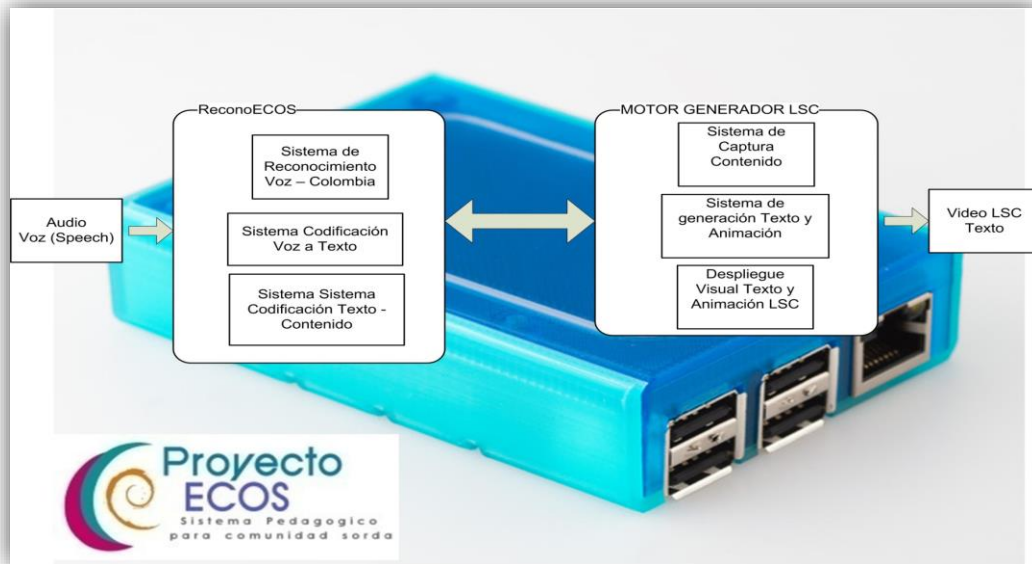 ReconoECOS
Sistema de
Reconocimiento
Voz – Colombia
Sistema Codificación
Voz a Texto
Sistema Sistema
Codificación Texto -
Contenido
Audio
Voz (Speech)
MOTOR GENERADOR LSC
Sistema de
Captura
Contenido
Sistema de
generación Texto y
Animación
Despliegue
Visual Texto y
Animación LSC
Video LSC
Texto
Proyecto
ECOS
Sistema Pedagogico
para comunidad sorda